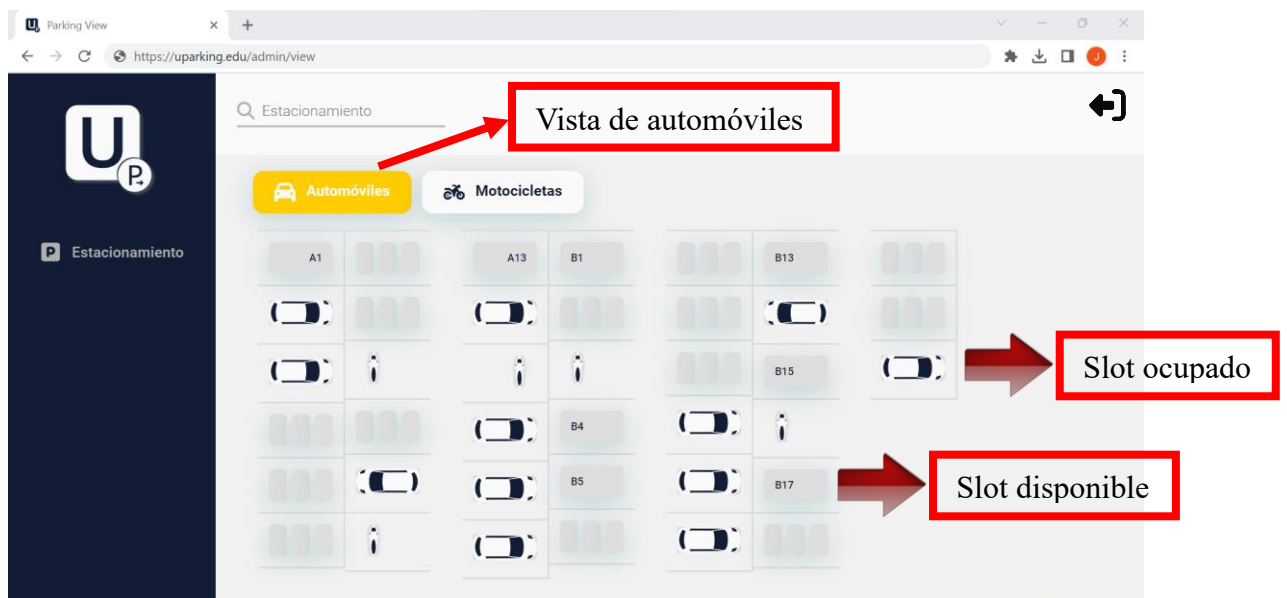 Parking View
https://uparking.edu/admin/view
J
Estacionamiento
Vista de automóviles
U
P
Automóviles
Motocicletas
P Estacionamiento
A1
A13
B1
B13
B15
Slot ocupado
B4
B5
B17
Slot disponible